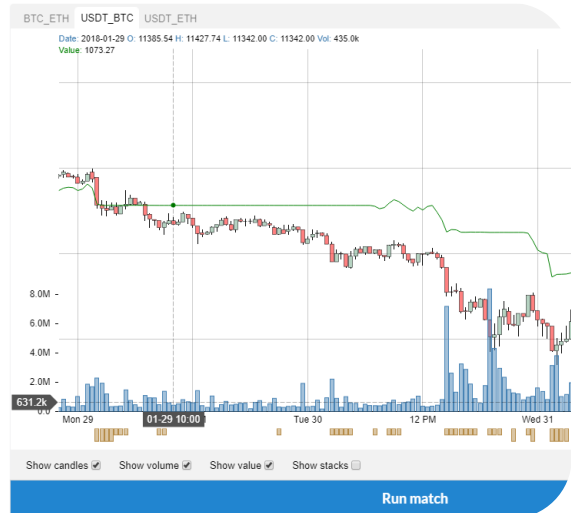 BTC_ETH USDT_BTC USDT_ETH
Date: 2018-01-29 O: 11385.54 H: 11427.74 L: 11342.00 C: 11342.00 Vol: 435.0k
Value: 1073.27
8.0M
6.0M
4.0M
2.0M
631.2k
0.0
Mon 29 01-29 10:00 Tue 30 12 PM Wed 31
Show candles Show volume Show value Show stacks
Run match